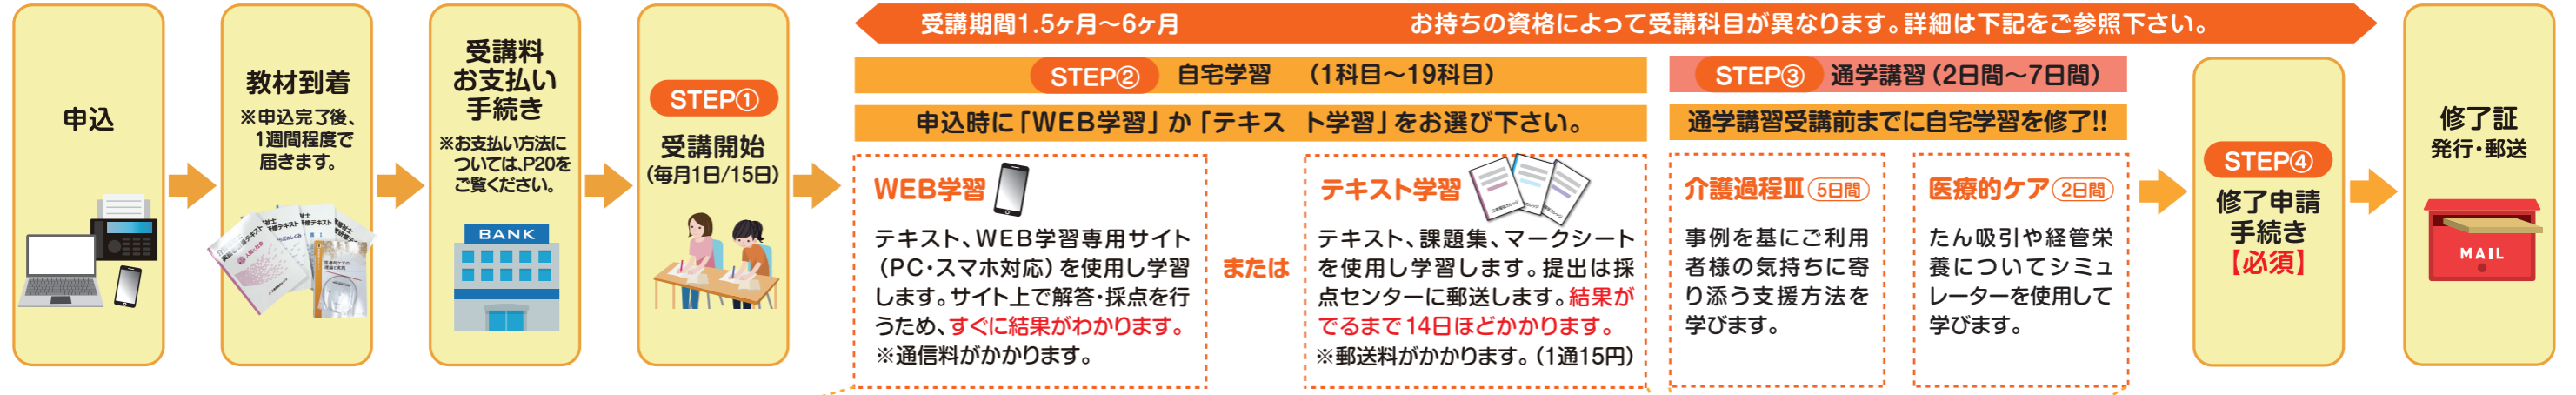 申込
教材到着
※申込完了後、
1週間程度で
届きます。
受講料
お支払い
手続き
※お支払い方法に
ついては、P20を
ご覧ください。
BANK
STEP①
受講開始
(毎月1日/15日)
受講期間1.5ヶ月～6ヶ月 お持ちの資格によって受講科目が異なります。詳細は下記をご参照下さい。
STEP② 自宅学習 (1科目～19科目)
申込時に「WEB学習」か「テキス ト学習」をお選び下さい。
WEB学習
テキスト、WEB学習専用サイト
(PC・スマホ対応)を使用し学習
します。サイト上で解答・採点を行
うため、すぐに結果がわかります。
※通信料がかかります。
または
テキスト学習
テキスト、課題集、マークシート
を使用し学習します。提出は採
点センターに郵送します。結果が
でるまで14日ほどかかります。
※郵送料がかかります。(1通15円)
STEP③ 通学講習(2日間～7日間)
通学講習受講前までに自宅学習を修了!!
介護過程Ⅲ 5日間
事例を基にご利用
者様の気持ちに寄
り添う支援方法を
学びます。
医療的ケア 2日間
たん吸引や経管栄
養についてシミュ
レーターを使用して
学びます。
STEP④
修了申請
手続き
【必須】
修了証
発行・郵送
MAIL